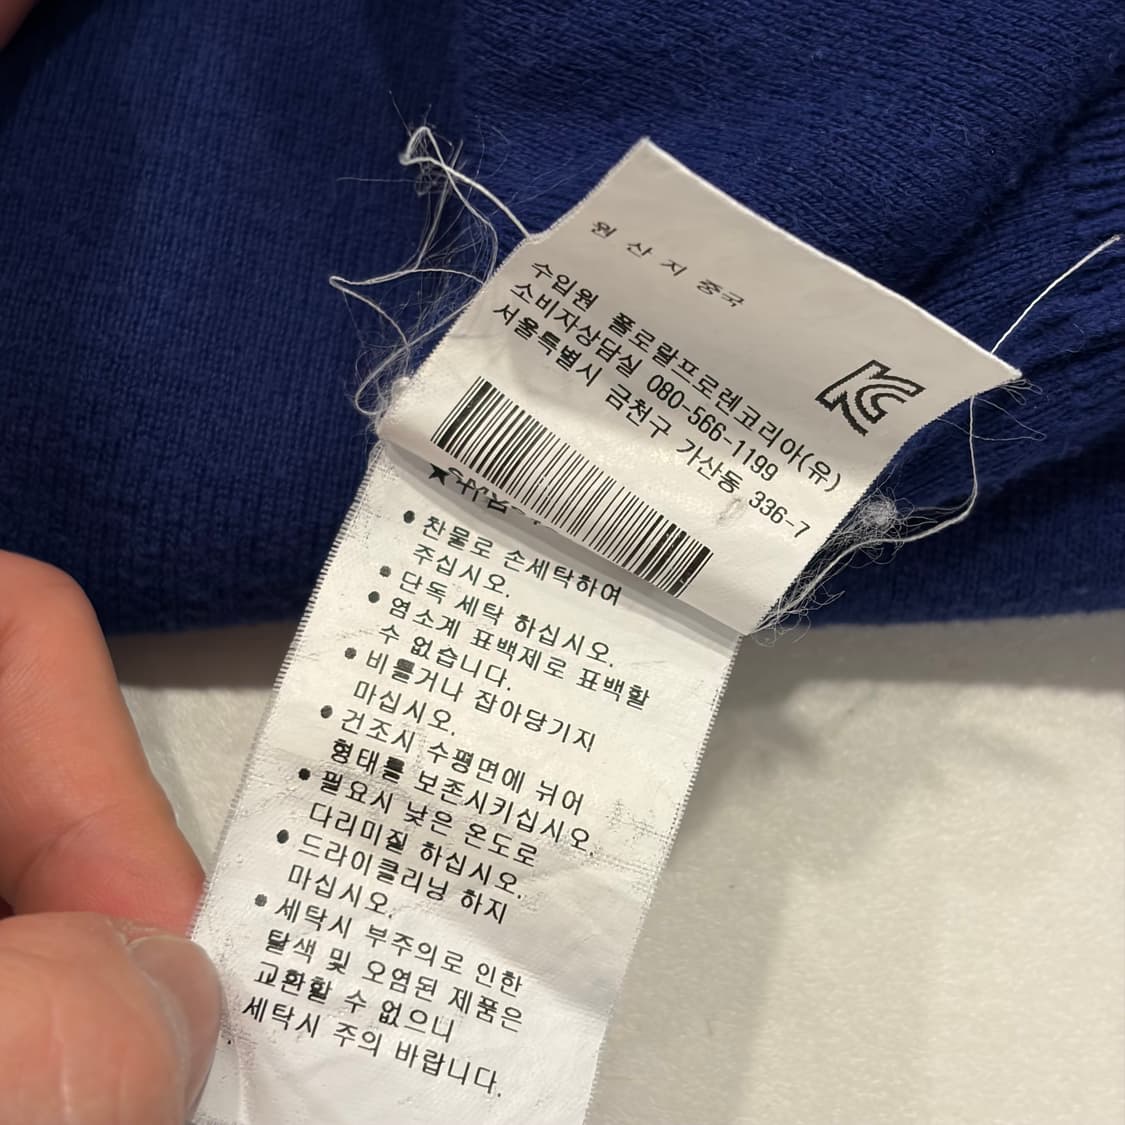 원 산 지 중국
수입원 폴로랄프로렌코리아(유)
소비자상담실 080-566-1199
서울특별시 금천구 가산동 336-7
• 찬물로 손세탁하여
주십시오.
• 단독 세탁 하십시오.
• 염소계 표백제로 표백할
수 없습니다.
• 비틀거나 잡아당기지
마십시오.
• 건조시 수평면에 뉘어
형태를 보존시키십시오.
• 필요시 낮은 온도로
다리미질 하십시오.
• 드라이클리닝 하지
마십시오.
• 세탁시 부주의로 인한
탈색 및 오염된 제품은
교환할 수 없으니
세탁시 주의 바랍니다.